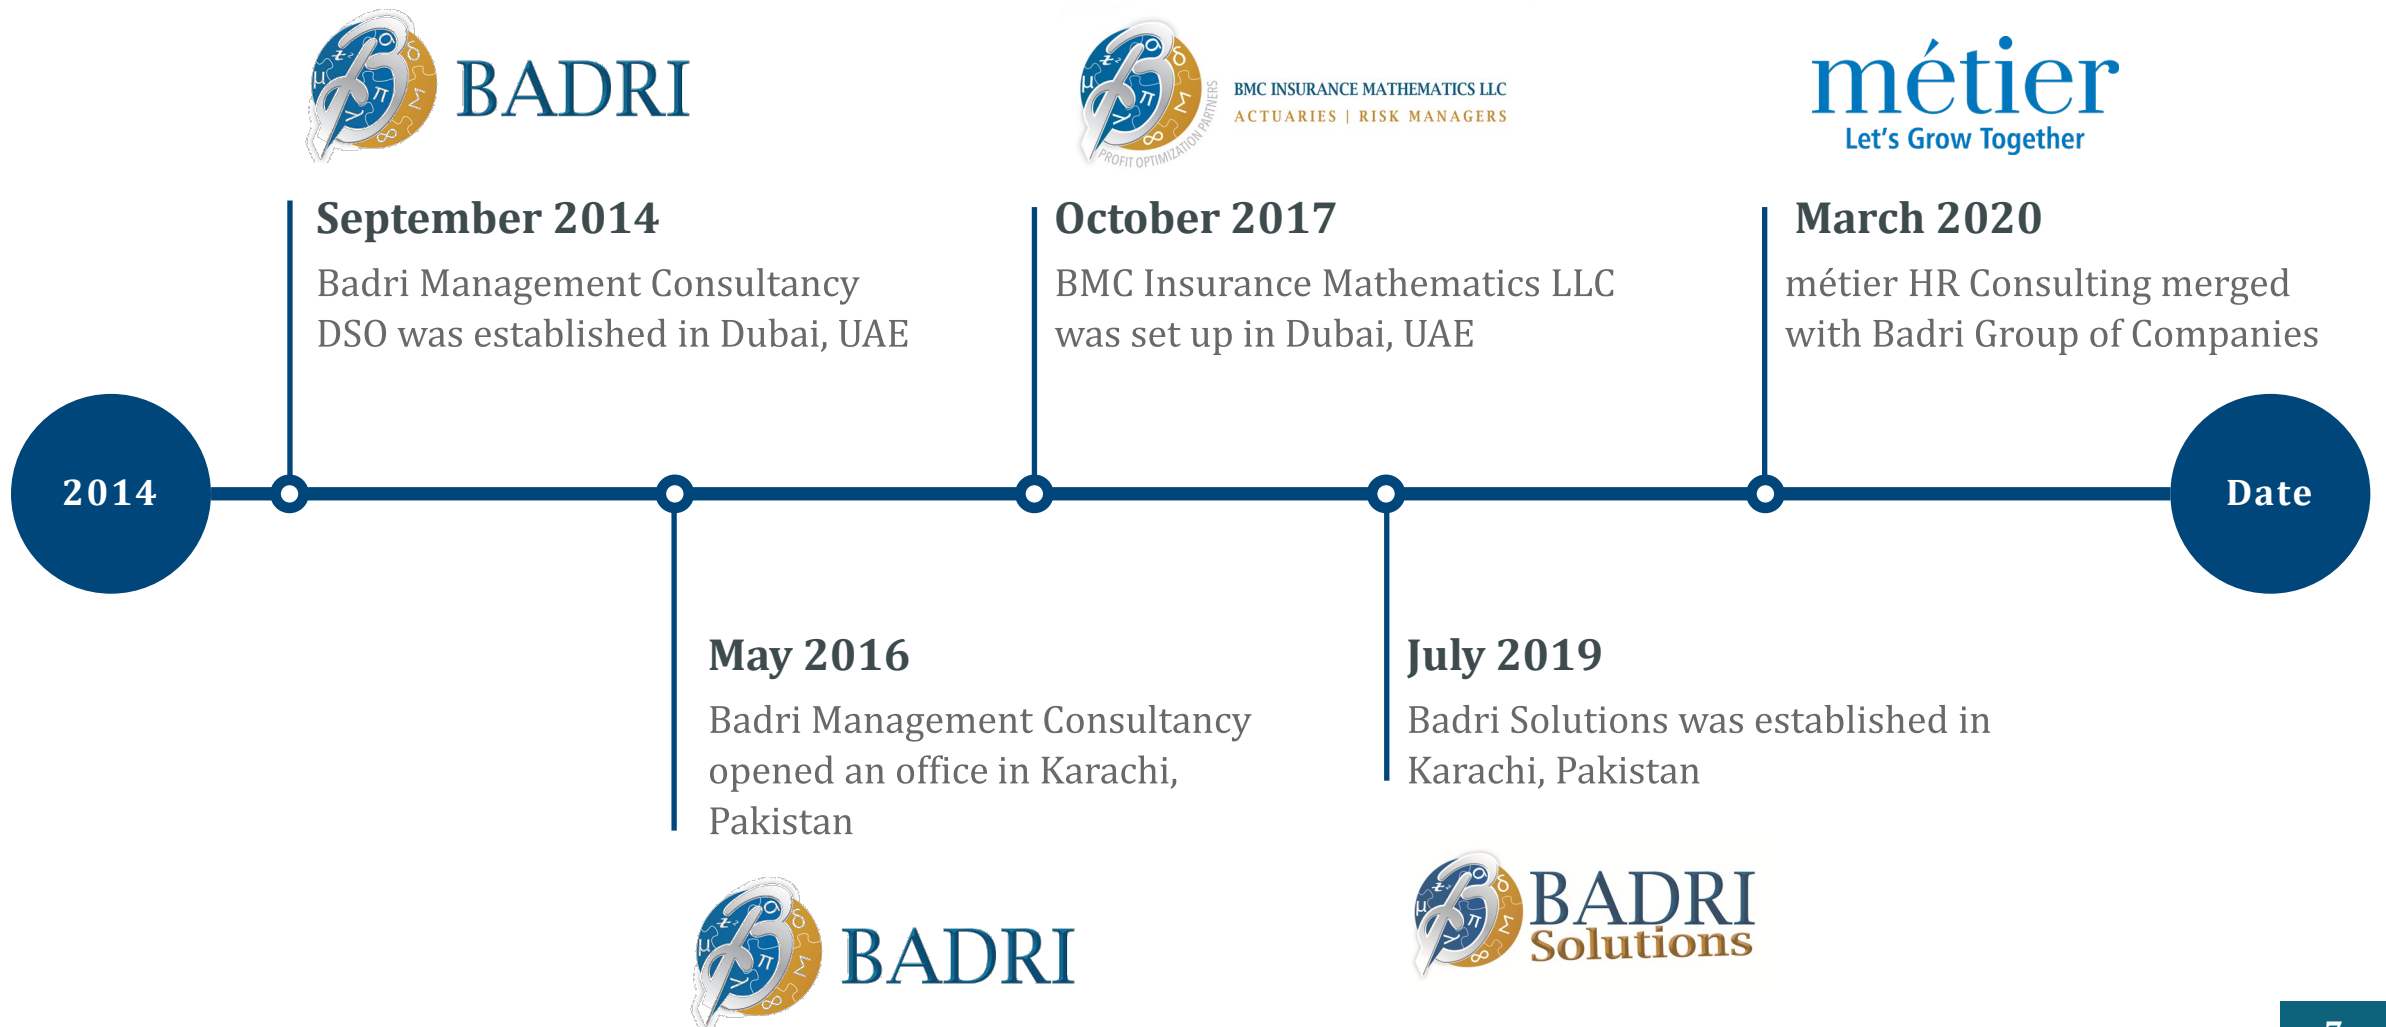 BADRI
BMC INSURANCE MATHEMATICS LLC
ACTUARIES | RISK MANAGERS
PROFIT OPTIMIZATION PARTNERS
métier
Let's Grow Together
September 2014
Badri Management Consultancy
DSO was established in Dubai, UAE
October 2017
BMC Insurance Mathematics LLC
was set up in Dubai, UAE
March 2020
métier HR Consulting merged
with Badri Group of Companies
2014
Date
May 2016
Badri Management Consultancy
opened an office in Karachi,
Pakistan
BADRI
July 2019
Badri Solutions was established in
Karachi, Pakistan
BADRI
Solutions